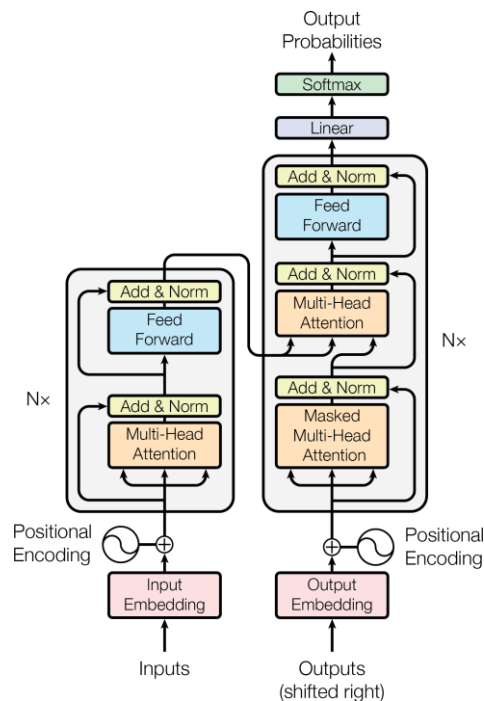 Output
Probabilities
Softmax
Linear
Add & Norm
Feed
Forward
Add & Norm
Multi-Head
Attention
Add & Norm
Masked
Multi-Head
Attention
N×
Positional
Encoding
Output
Embedding
Outputs
(shifted right)
Add & Norm
Feed
Forward
Add & Norm
Multi-Head
Attention
N×
Positional
Encoding
Input
Embedding
Inputs